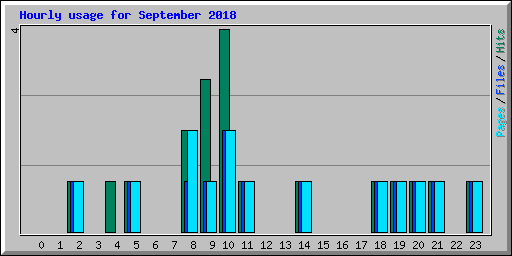 Hourly usage for September 2018
4
Pages / Files / Hits
0 1 2 3 4 5 6 7 8 9 10 11 12 13 14 15 16 17 18 19 20 21 22 23